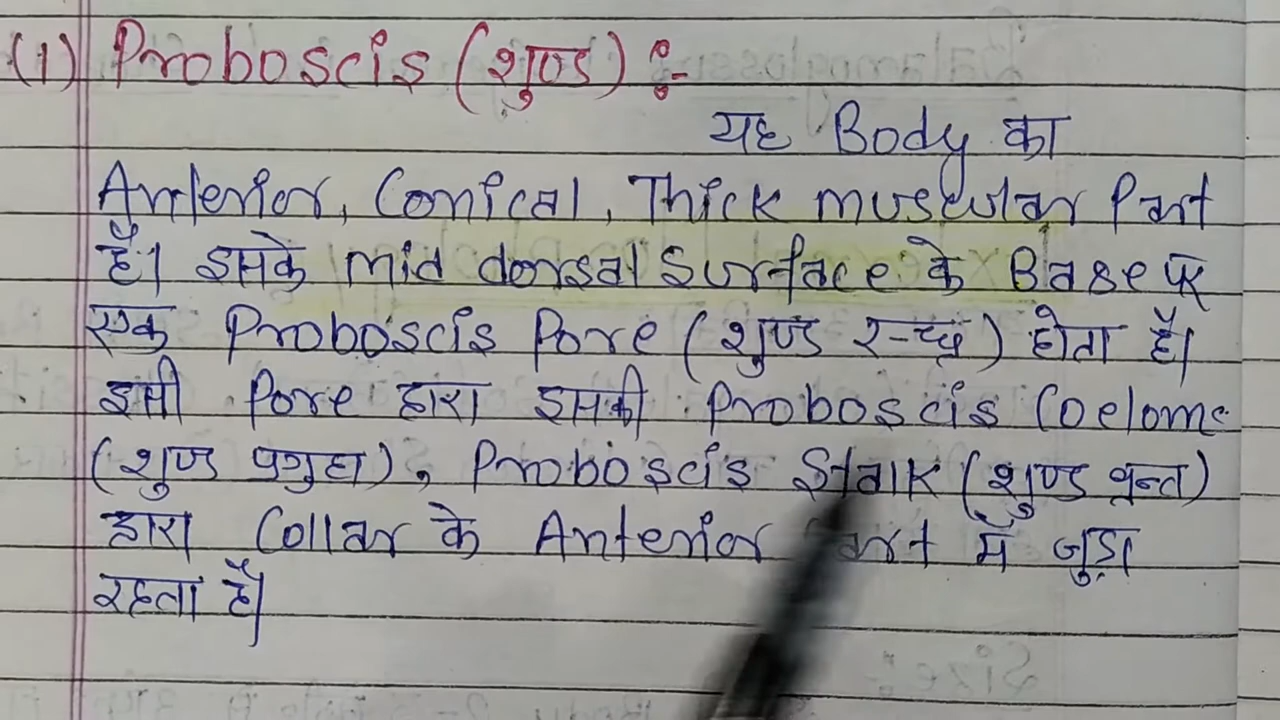 (1) Proboscis (शुण्ड) :-
यह Body का
Anterior, Conical, Thick muscular Part
है। इसके mid dorsal Surface के Base पर
एक Proboscis Pore (शुण्ड रन्ध्र) होता है।
इसी Pore द्वारा इसकी Proboscis Coelome
(शुण्ड प्रगुहा), Proboscis Stalk (शुण्ड वृन्त)
द्वारा Collar के Anterior Part में जुड़ा
रहता है।
Size:-